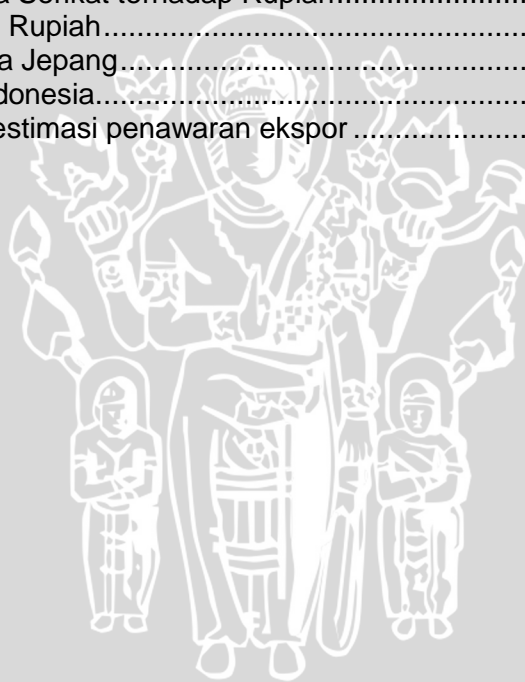 Serikat terhadap Rupiah....................
Rupiah.....................................................
a Jepang..................................................
donesia......................................................
estimasi penawaran ekspor ....................